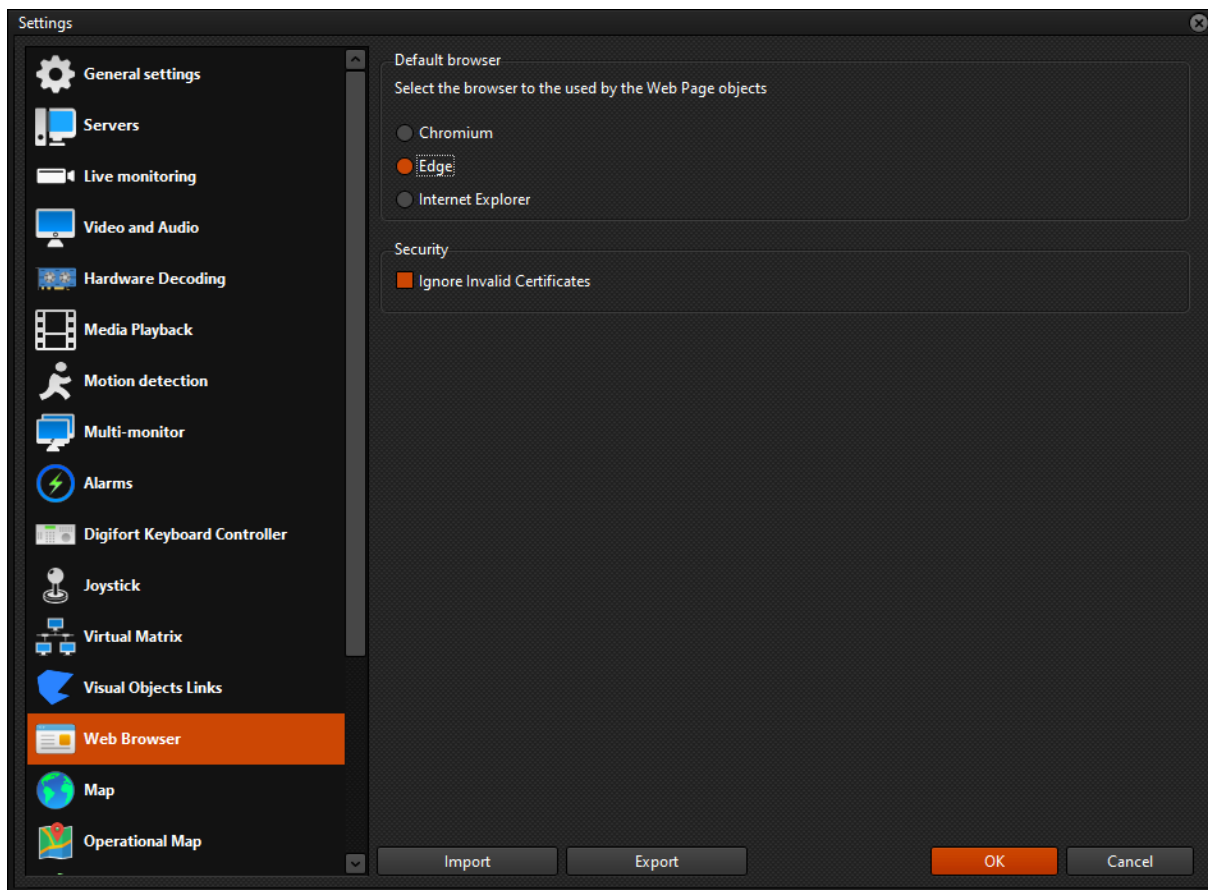 Settings
General settings
Servers
Live monitoring
Video and Audio
Hardware Decoding
Media Playback
Motion detection
Multi-monitor
Alarms
Digifort Keyboard Controller
Joystick
Virtual Matrix
Visual Objects Links
Web Browser
Map
Operational Map
Default browser
Select the browser to the used by the Web Page objects
Chromium
Edge
Internet Explorer
Security
Ignore Invalid Certificates
Import
Export
OK
Cancel